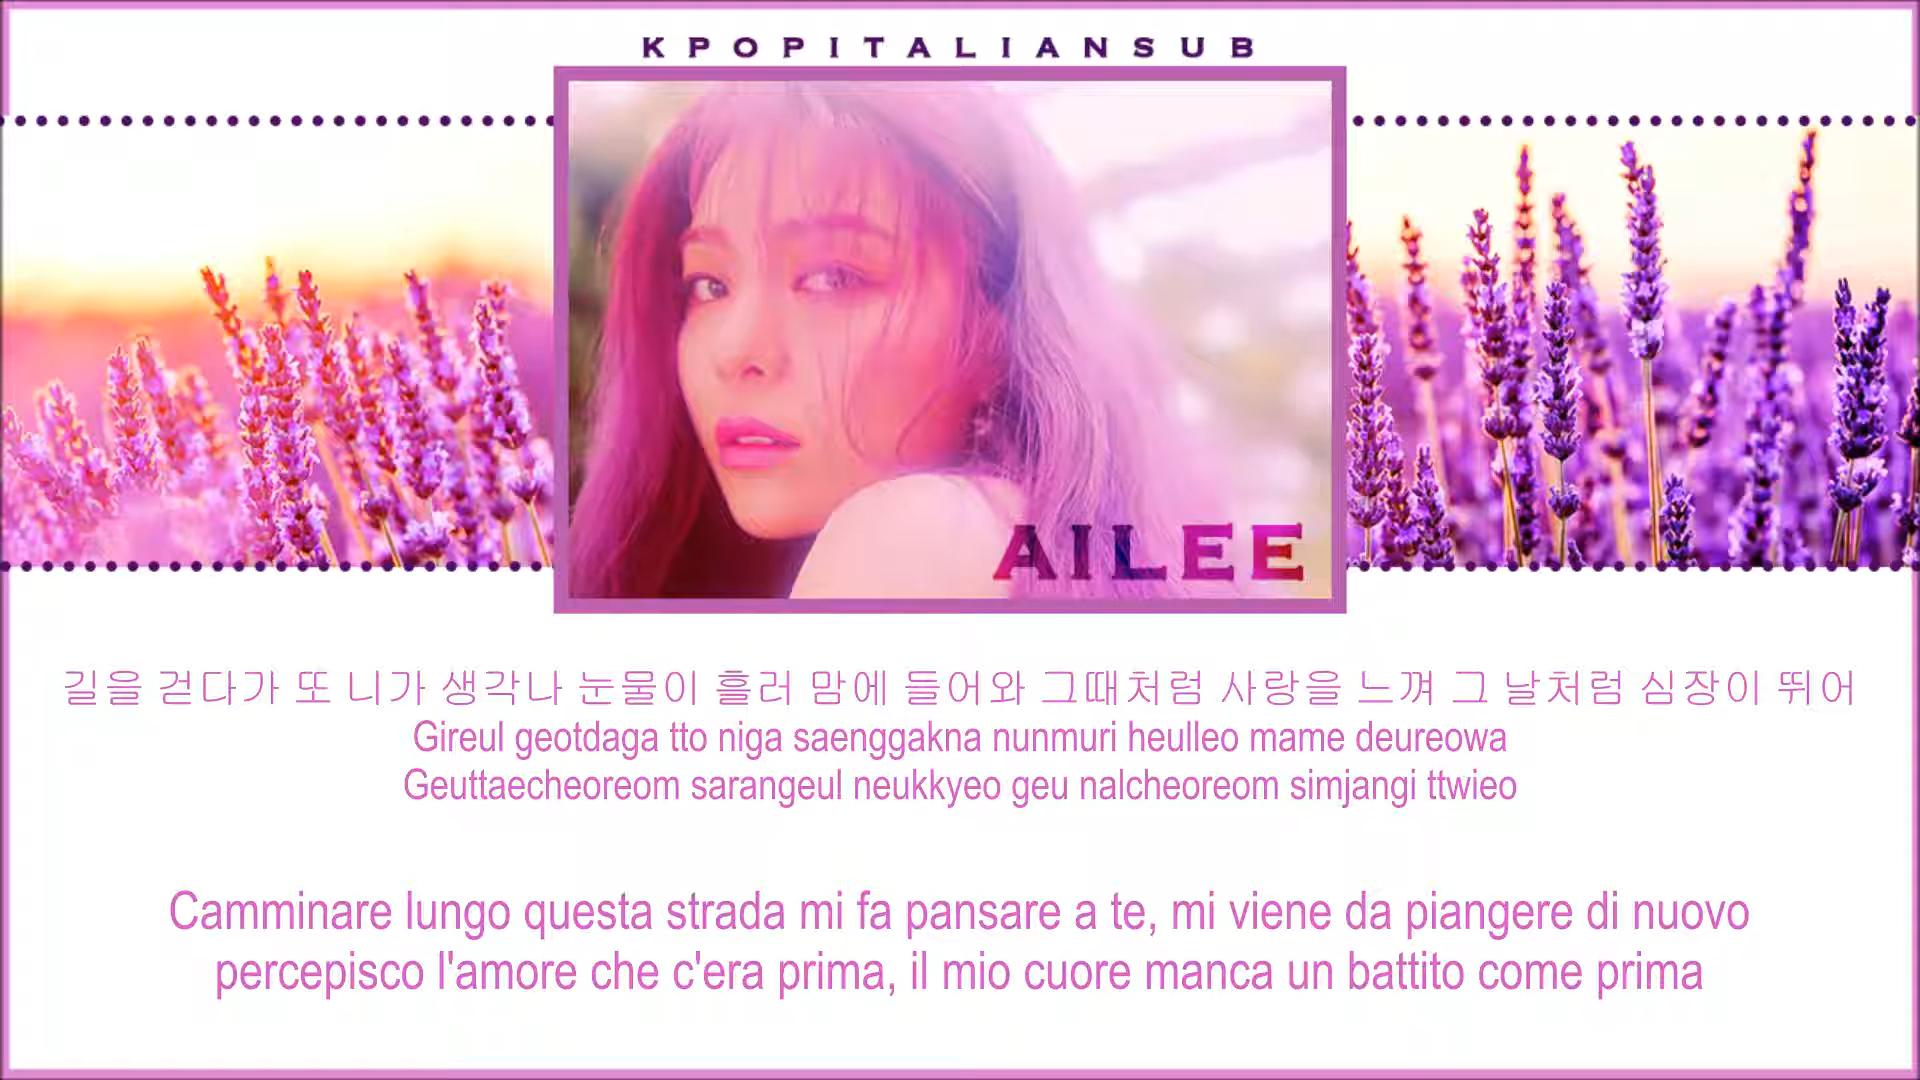 KPOPITALIANSUB
AILEE
길을 걷다가 또 니가 생각나 눈물이 흘러 맘에 들어와 그때처럼 사랑을 느껴 그 날처럼 심장이 뛰어
Gireul geotdaga tto niga saenggakna nunmuri heulleo mame deureowa
Geuttaecheoreom sarangeul neukkyeo geu nalcheoreom simjangi ttwieo
Camminare lungo questa strada mi fa pansare a te, mi viene da piangere di nuovo
percepisco l'amore che c'era prima, il mio cuore manca un battito come prima